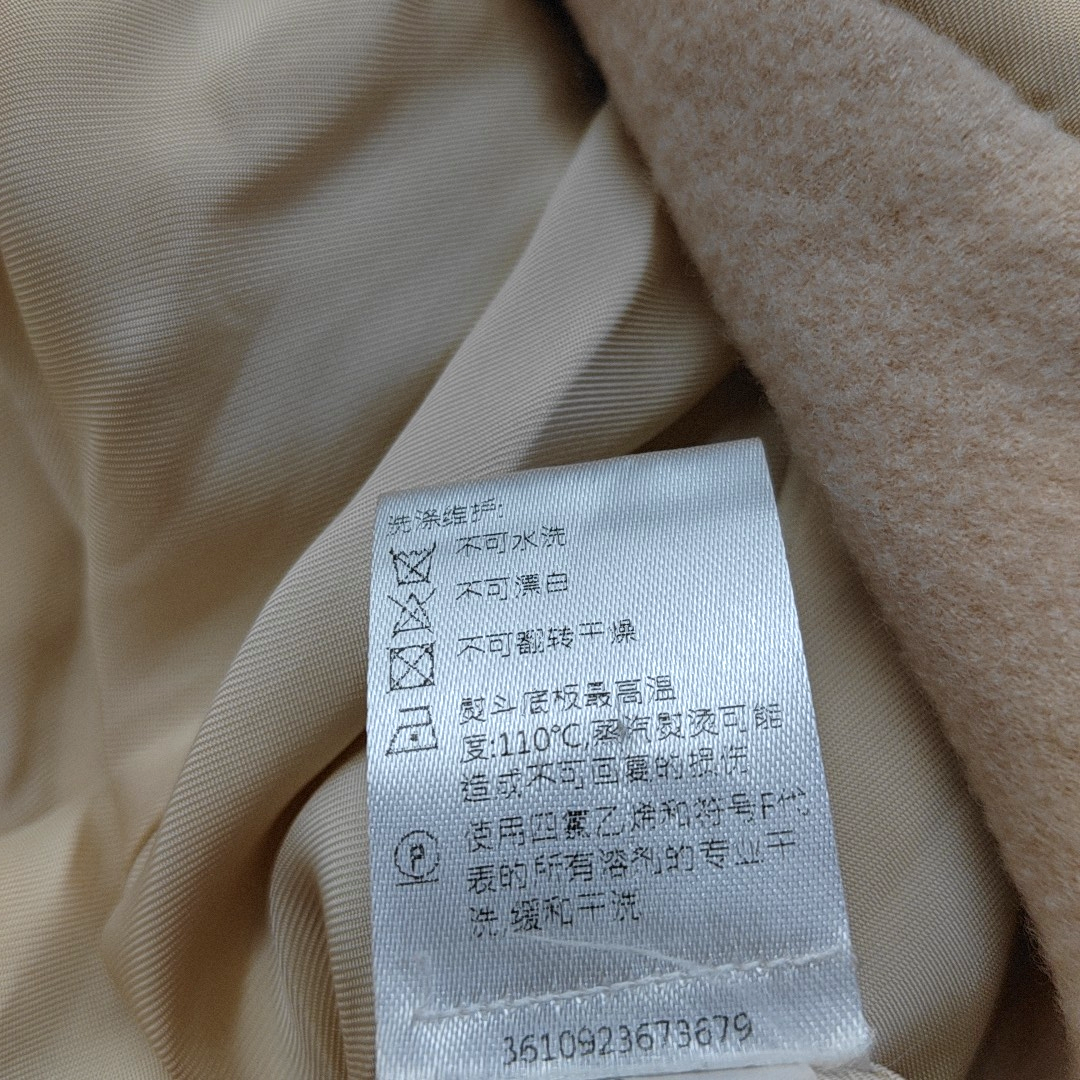 洗涤维护:
不可水洗
不可漂白
不可翻转干燥
熨斗底板最高温
度:110℃,蒸汽熨烫可能
造成不可回复的损伤
使用四氯乙烯和符号F代
表的所有溶剂的专业干
洗,缓和干洗
P
3610923673679